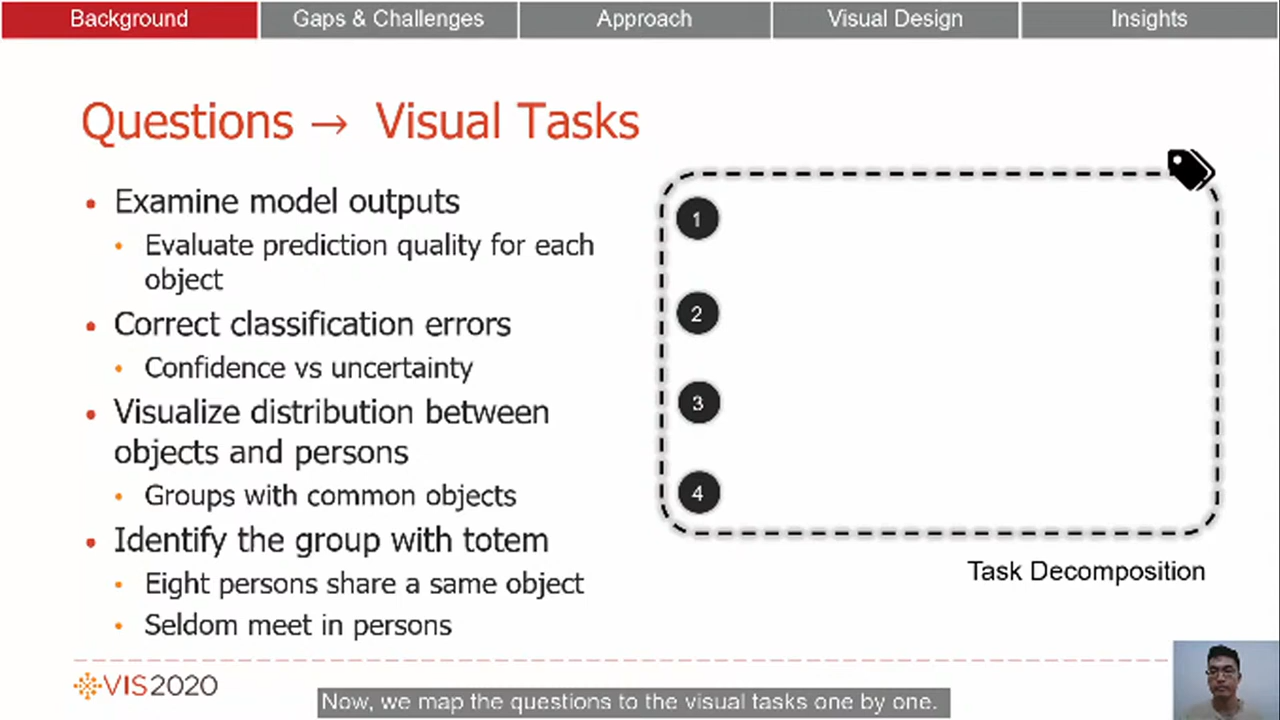 Background
Gaps & Challenges
Approach
Visual Design
Insights
Questions → Visual Tasks
• Examine model outputs
• Evaluate prediction quality for each
object
• Correct classification errors
• Confidence vs uncertainty
• Visualize distribution between
objects and persons
• Groups with common objects
• Identify the group with totem
• Eight persons share a same object
• Seldom meet in persons
1
2
3
4
Task Decomposition
VIS2020
Now, we map the questions to the visual tasks one by one.